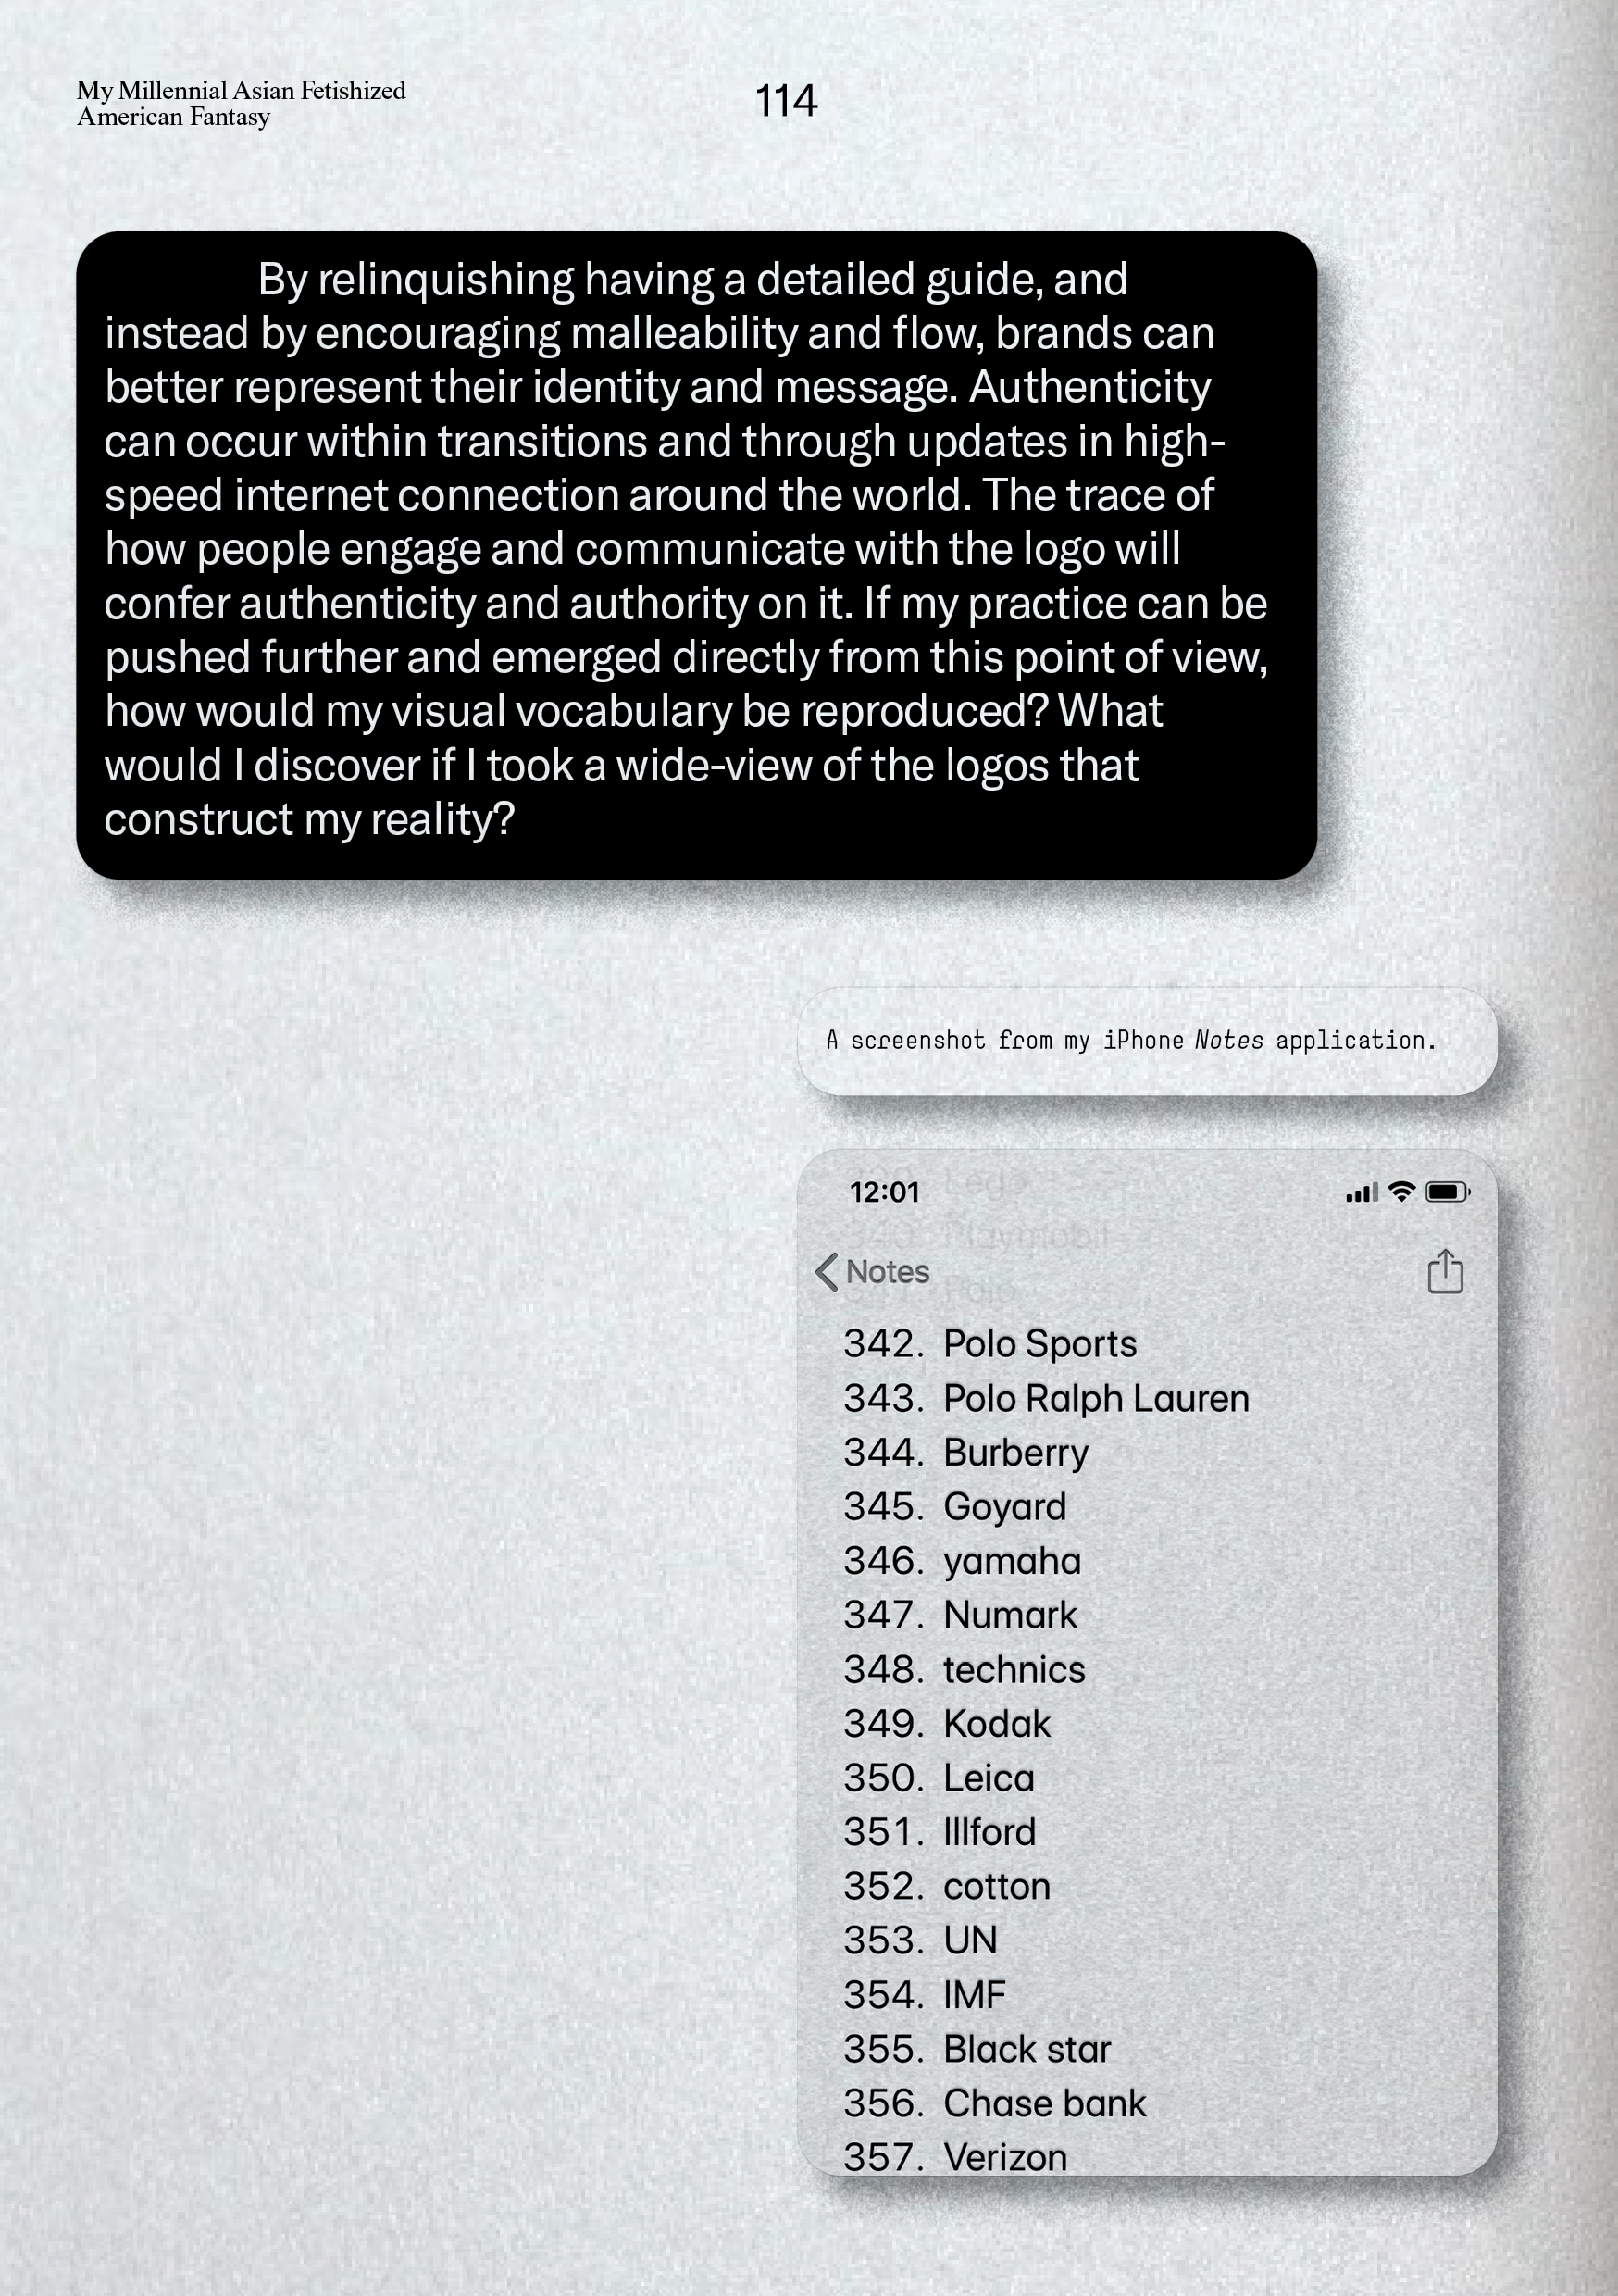 My Millennial Asian Fetishized
American Fantasy
114
By relinquishing having a detailed guide, and
instead by encouraging malleability and flow, brands can
better represent their identity and message. Authenticity
can occur within transitions and through updates in high-
speed internet connection around the world. The trace of
how people engage and communicate with the logo will
confer authenticity and authority on it. If my practice can be
pushed further and emerged directly from this point of view,
how would my visual vocabulary be reproduced? What
would I discover if I took a wide-view of the logos that
construct my reality?
A screenshot from my iPhone Notes application.
12:01
340. Playmobil
Notes
Polo
342. Polo Sports
343. Polo Ralph Lauren
344. Burberry
345. Goyard
346. yamaha
347. Numark
348. technics
349. Kodak
350. Leica
351. Illford
352. cotton
353. UN
354. IMF
355. Black star
356. Chase bank
357. Verizon